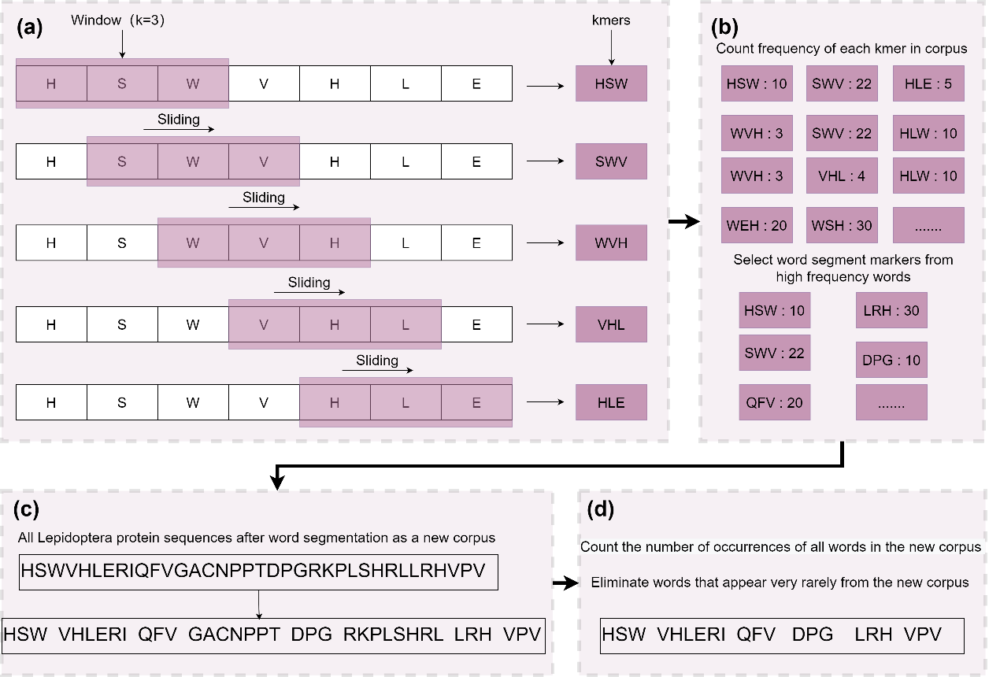 (a)
Window (k=3)
kmers
H S W V H L E
HSW
Sliding
H S W V H L E
SWV
Sliding
H S W V H L E
WVH
Sliding
H S W V H L E
VHL
Sliding
H S W V H L E
HLE
(b)
Count frequency of each kmer in corpus
HSW : 10 SWV : 22 HLE : 5
WVH : 3 SWV : 22 HLW : 10
WVH : 3 VHL : 4 HLW : 10
WEH : 20 WSH : 30 .......
Select word segment markers from
high frequency words
HSW : 10 LRH : 30
SWV : 22 DPG : 10
QFV : 20 .......
(c)
All Lepidoptera protein sequences after word segmentation as a new corpus
HSWVHLERIQFVGACNPPTDPGRKPLSHRLLRHVPV
HSW VHLERI QFV GACNPPT DPG RKPLSHRL LRH VPV
(d)
Count the number of occurrences of all words in the new corpus
Eliminate words that appear very rarely from the new corpus
HSW VHLERI QFV DPG LRH VPV